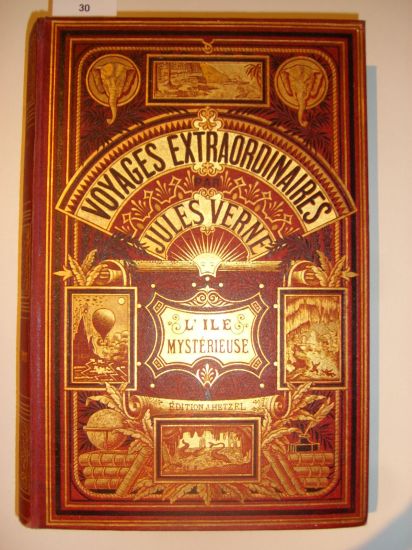 30
VOYAGES EXTRAORDINAIRES
JULES VERNE
L'ILE
MYSTÉRIEUSE
ÉDITION J. HETZEL